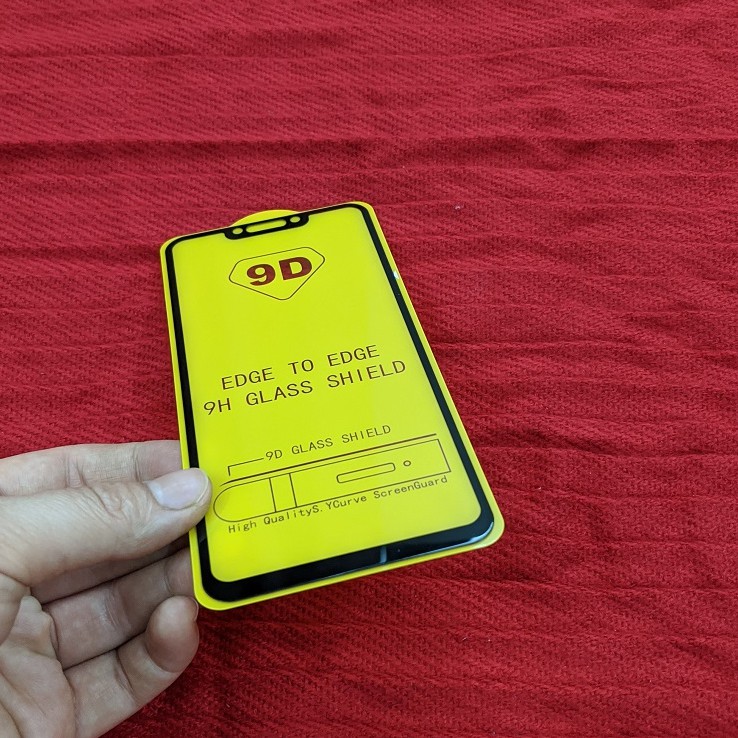 9D
EDGE TO EDGE
9H GLASS SHIELD
9D GLASS SHIELD
High QualityS.YCurve ScreenGuard